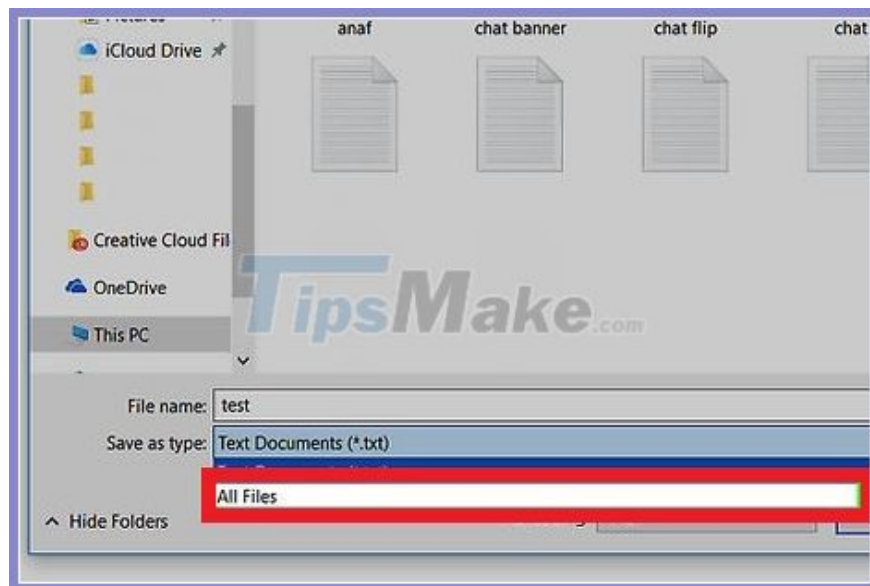 anaf chat banner chat flip chat
iCloud Drive
Creative Cloud Fil
OneDrive
TipsMake.com
This PC
File name: test
Save as type: Text Documents (*.txt)
All Files
Hide Folders